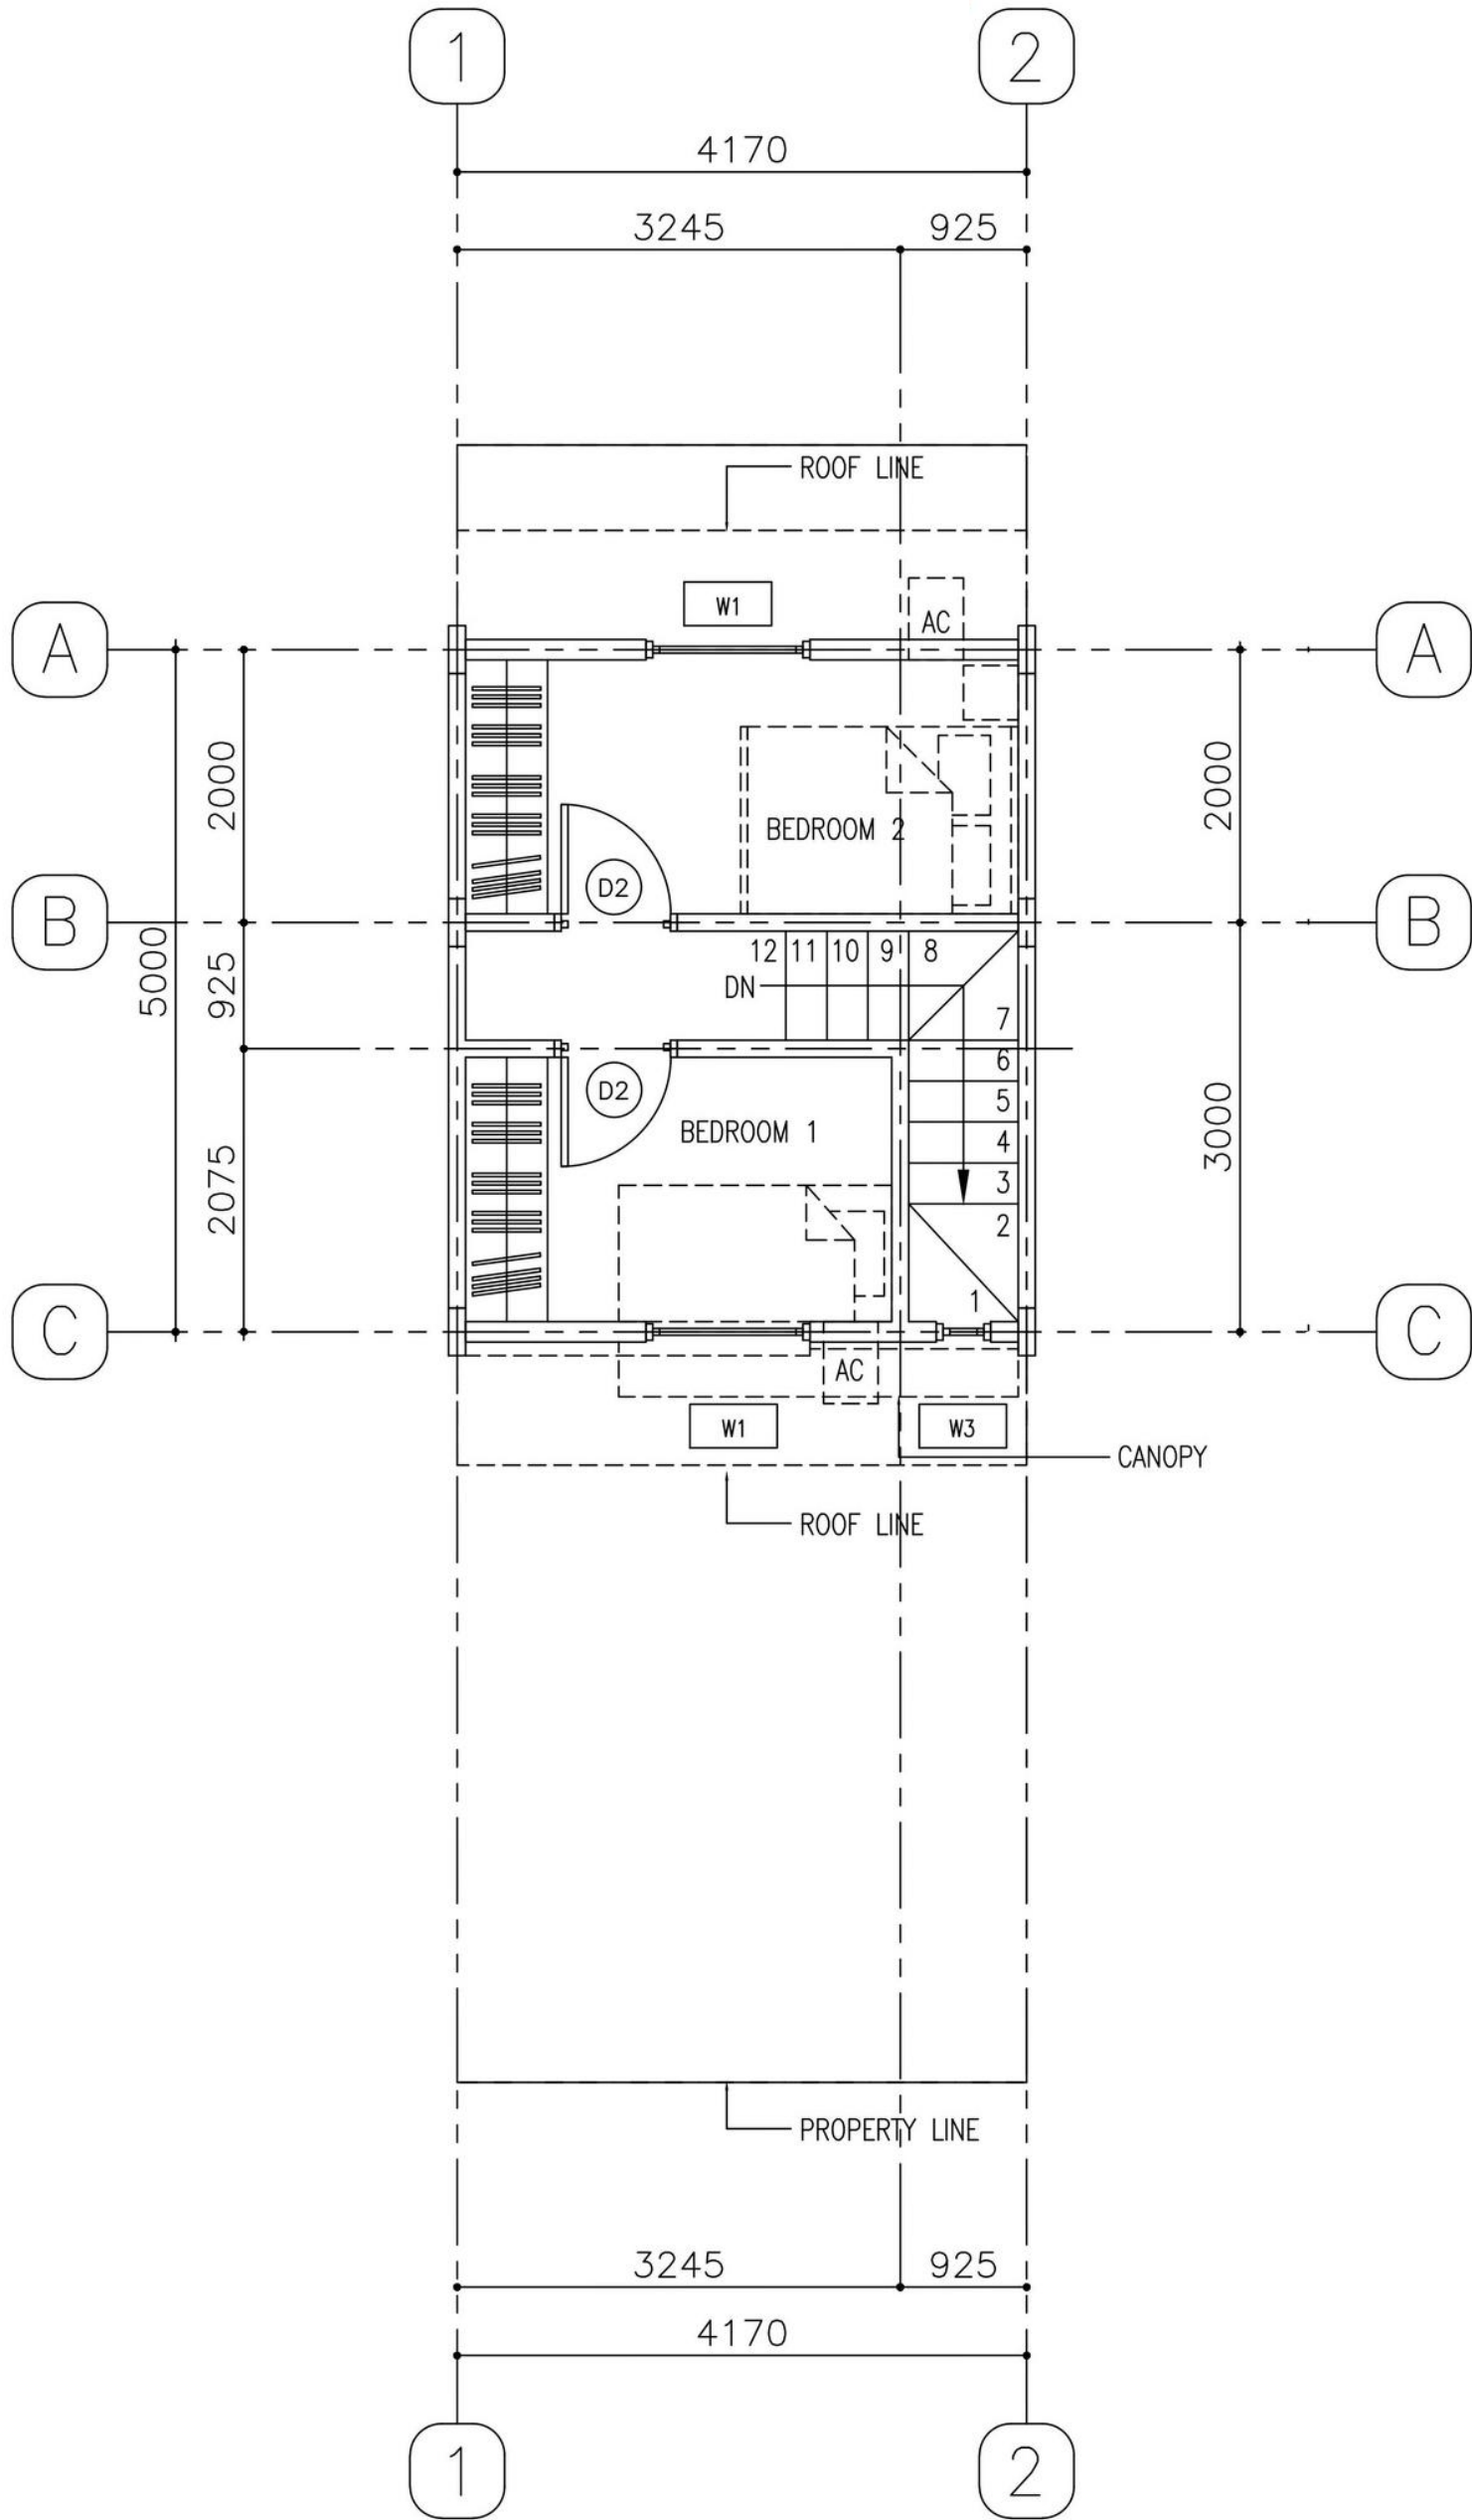 1 2
4170
3245 925
ROOF LINE
W1
AC
A A
2000 2000
BEDROOM 2
D2
B B
12 11 10 9 8
DN
5000
925
7
6
D2
5
BEDROOM 1
4
3000
2075
3
2
1
C C
AC
W1 W3
CANOPY
ROOF LINE
PROPERTY LINE
3245 925
4170
1 2